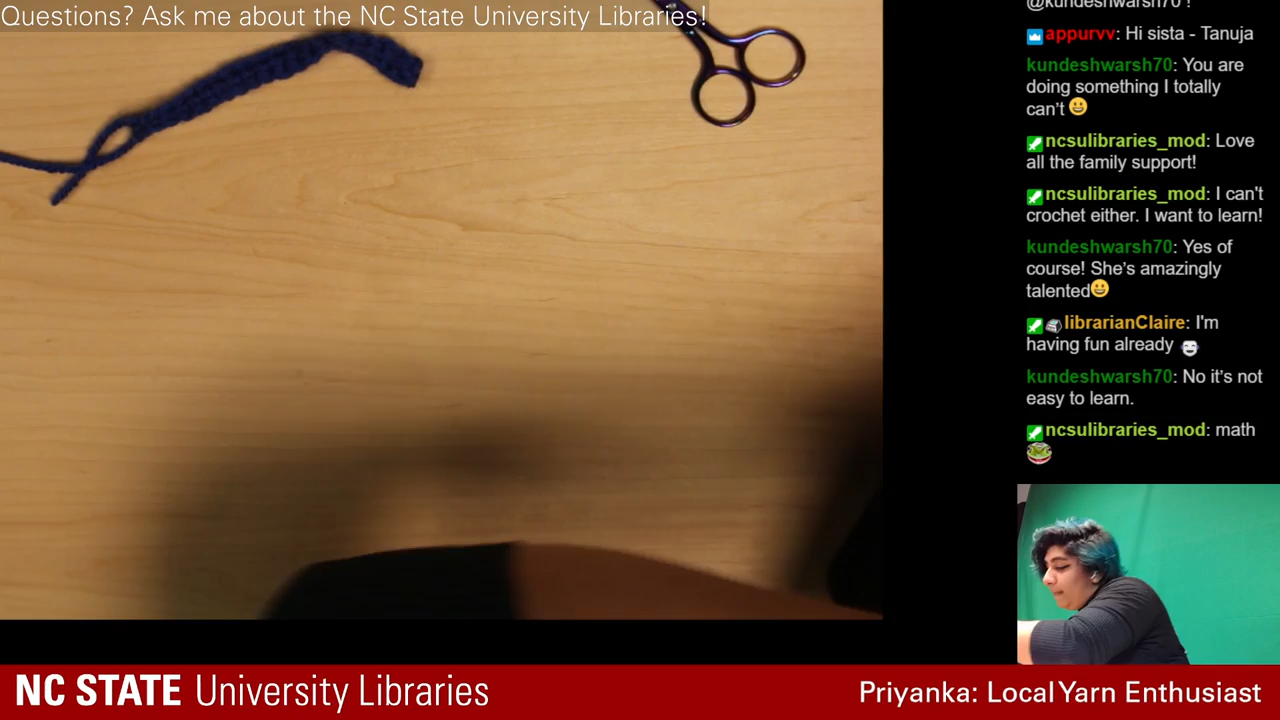 Questions? Ask me about the NC State University Libraries!
@kundeshwarsh70 !
appurvv: Hi sista - Tanuja
kundeshwarsh70: You are
doing something I totally
can't
ncsulibraries_mod: Love
all the family support!
ncsulibraries_mod: I can't
crochet either. I want to learn!
kundeshwarsh70: Yes of
course! She's amazingly
talented
librarianClaire: I'm
having fun already
kundeshwarsh70: No it's not
easy to learn.
ncsulibraries_mod: math
NC STATE University Libraries
Priyanka: Local Yarn Enthusiast